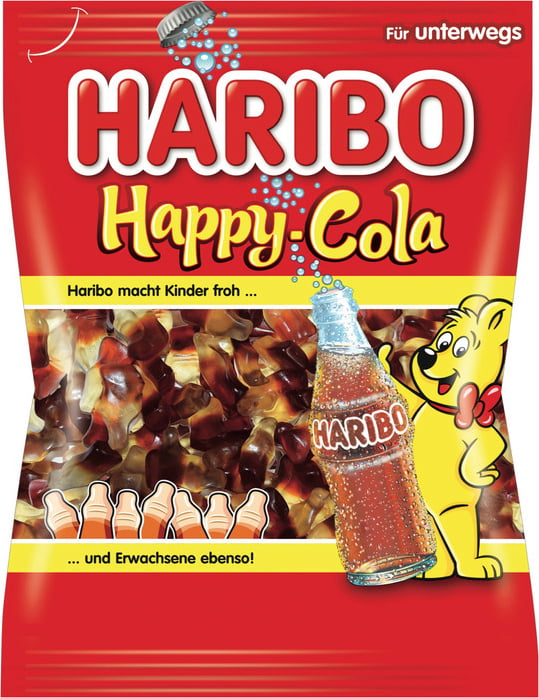 Für unterwegs
HARIBO
Happy-Cola
Haribo macht Kinder froh ...
HARIBO
... und Erwachsene ebenso!